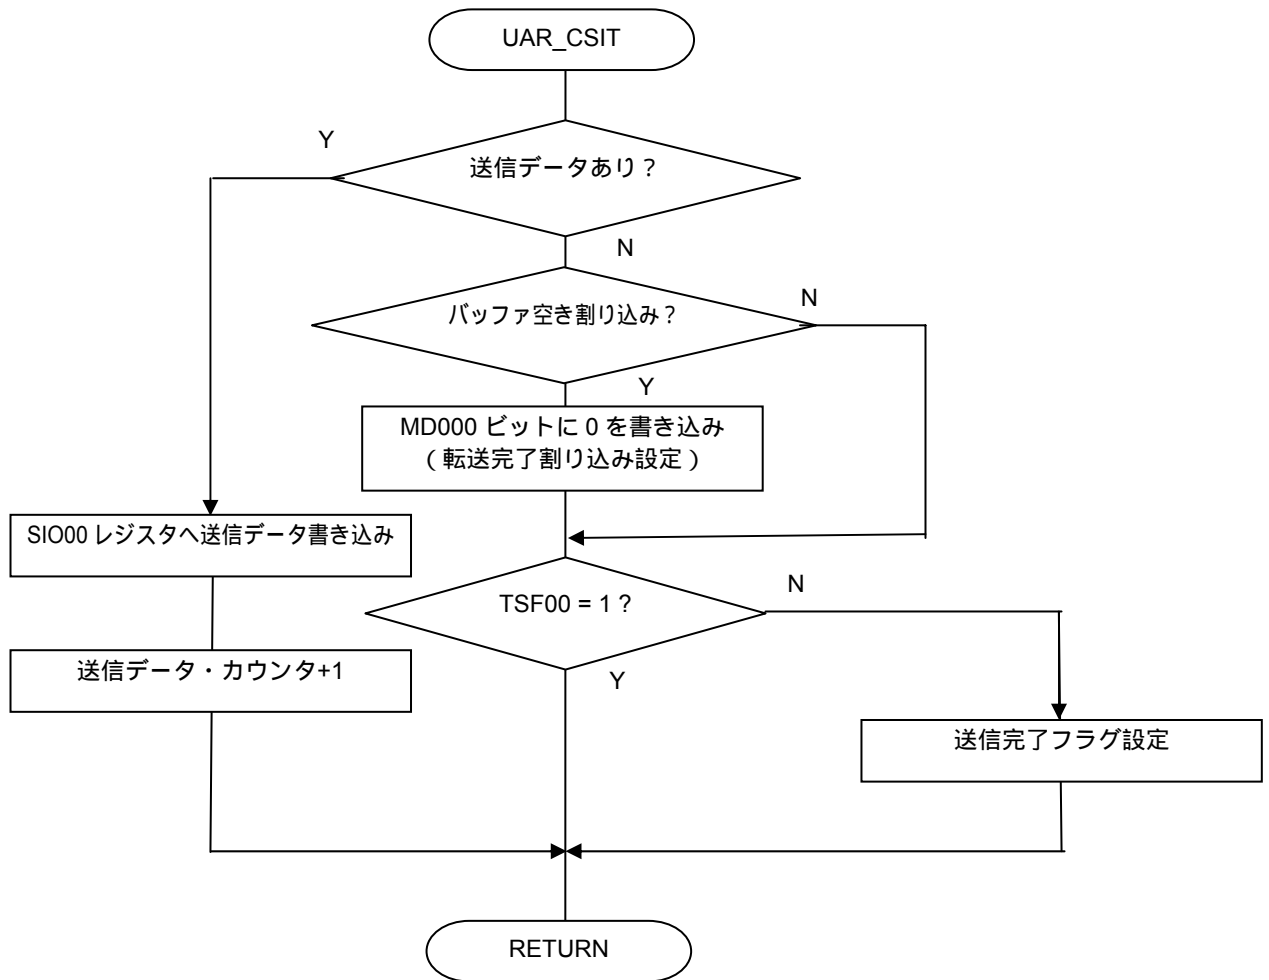 UAR_CSIT
Y
送信データあり？
N
バッファ空き割り込み？
N
Y
MD000 ビットに 0 を書き込み
（転送完了割り込み設定）
SIO00 レジスタへ送信データ書き込み
TSF00 = 1？
N
送信データ・カウンタ+1
Y
送信完了フラグ設定
RETURN